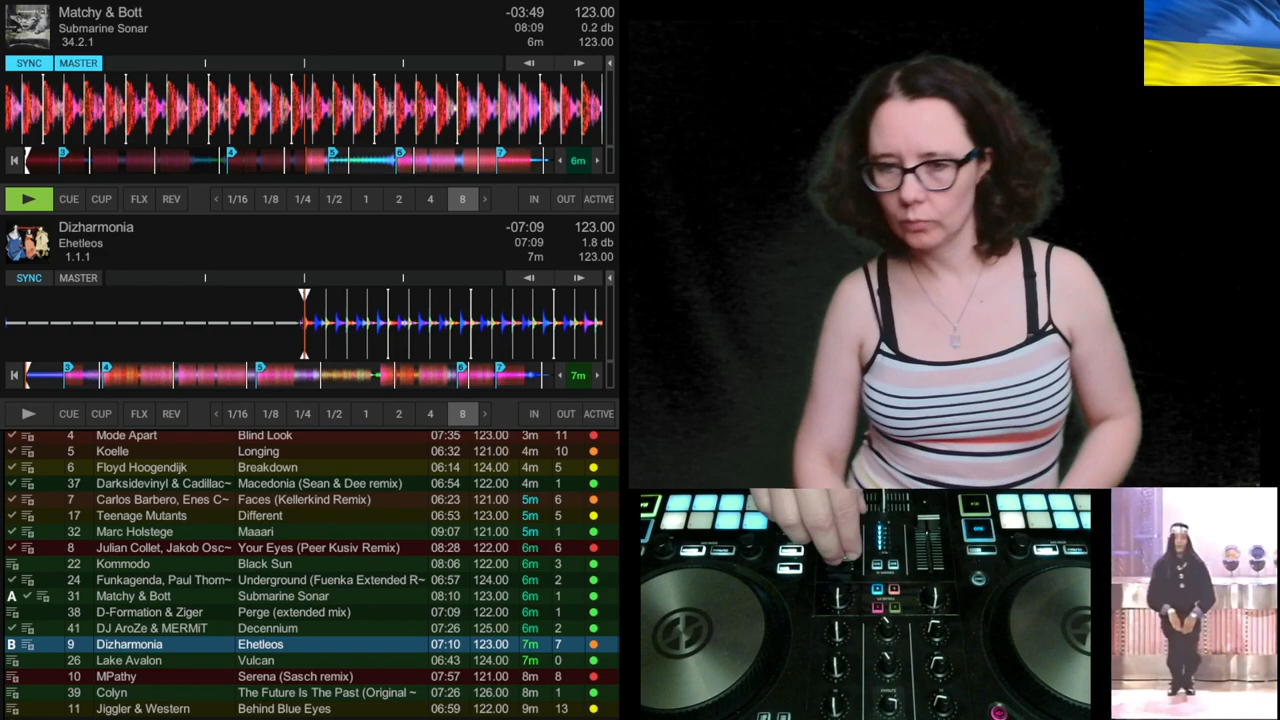 Matchy & Bott -03:49 123.00
Submarine Sonar 08:09 0.2 db
34.2.1 6m 123.00
SYNC MASTER
3 4 5 6 7 6m
CUE CUP FLX REV 1/16 1/8 1/4 1/2 1 2 4 8 IN OUT ACTIVE
Dizharmonia -07:09 123.00
Ehetleos 07:09 1.8 db
1.1.1 7m 123.00
SYNC MASTER
3 4 5 6 7 7m
CUE CUP FLX REV 1/16 1/8 1/4 1/2 1 2 4 8 IN OUT ACTIVE
4 Mode Apart Blind Look 07:35 123.00 3m 11
5 Koelle Longing 06:32 121.00 4m 10
6 Floyd Hoogendijk Breakdown 06:14 124.00 4m 5
37 Darksidevinyl & Cadillac~ Macedonia (Sean & Dee remix) 06:54 122.00 4m 1
7 Carlos Barbero, Enes C~ Faces (Kellerkind Remix) 06:23 121.00 5m 6
17 Teenage Mutants Different 06:53 123.00 5m 5
32 Marc Holstege Maaari 09:07 121.00 5m 1
8 Julian Collet, Jakob Osc~ Your Eyes (Peer Kusiv Remix) 08:28 122.00 6m 6
22 Kommodo Black Sun 08:06 122.00 6m 3
24 Funkagenda, Paul Thom~ Underground (Fuenka Extended R~ 06:57 124.00 6m 2
A 31 Matchy & Bott Submarine Sonar 08:10 123.00 6m 1
38 D-Formation & Ziger Perge (extended mix) 07:09 122.00 6m 1
41 DJ AroZe & MERMiT Decennium 07:26 125.00 6m 2
B 9 Dizharmonia Ehetleos 07:10 123.00 7m 7
26 Lake Avalon Vulcan 06:43 124.00 7m 0
10 MPathy Serena (Sasch remix) 07:57 121.00 8m 8
39 Colyn The Future Is The Past (Original ~ 07:26 126.00 8m 1
11 Jiggler & Western Behind Blue Eyes 06:59 122.00 9m 13